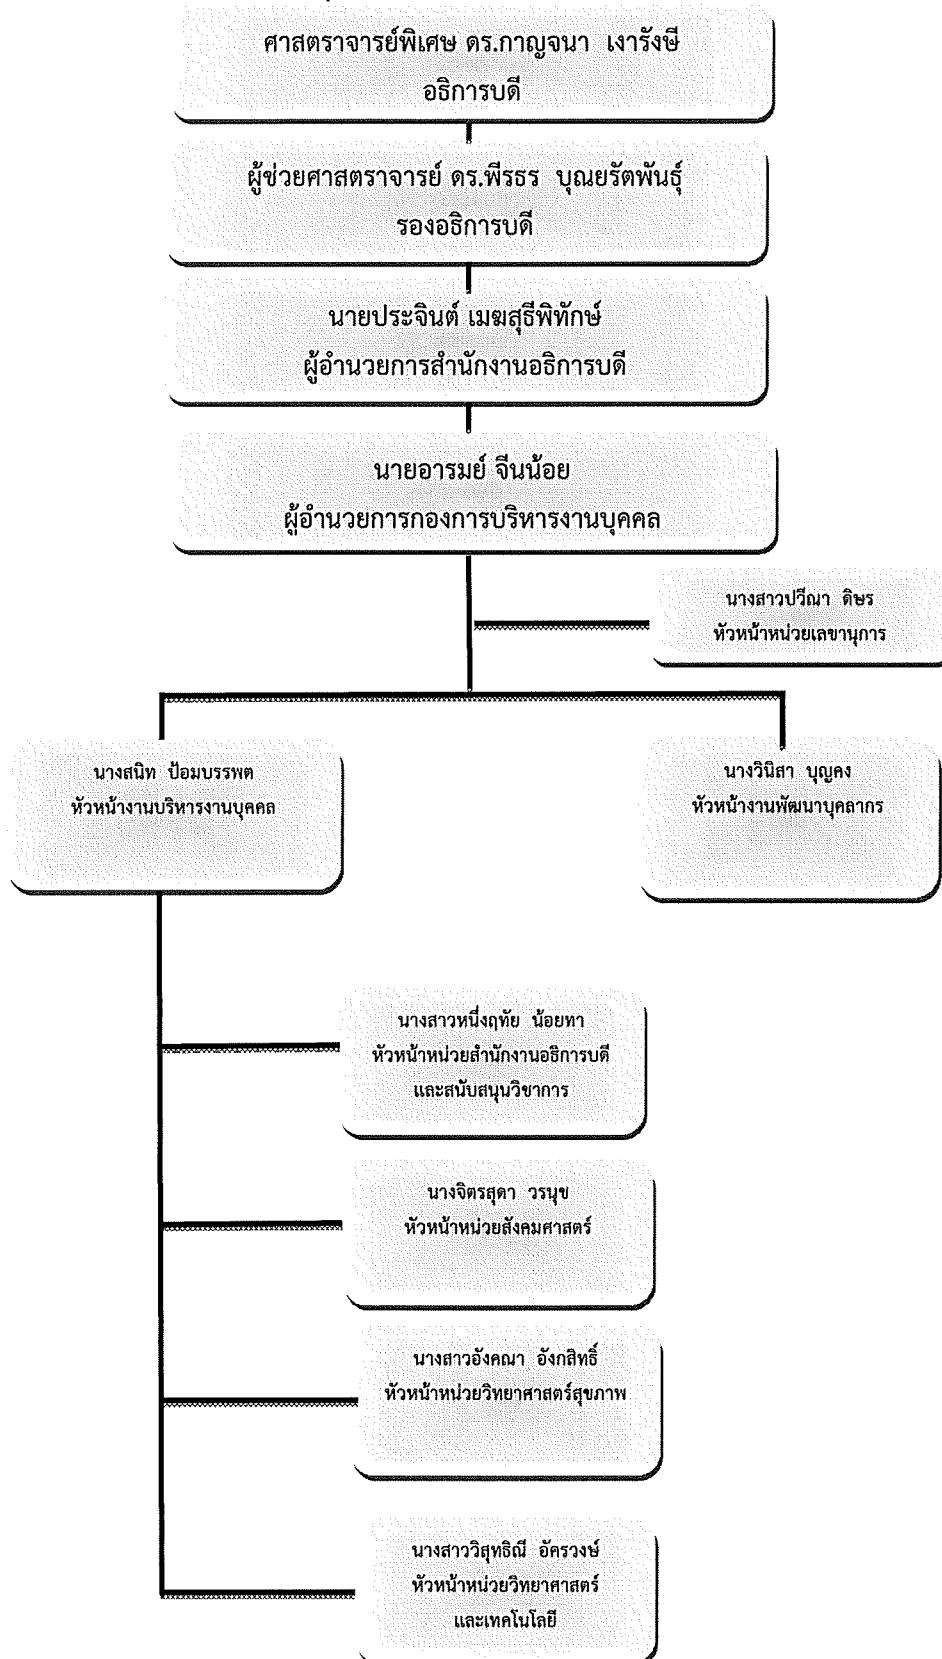 ศาสตราจารย์พิเศษ ดร.กาญจนา เงารังษี
อธิการบดี
ผู้ช่วยศาสตราจารย์ ดร.พีรธร บุณยรัตพันธุ์
รองอธิการบดี
นายประจินต์ เมฆสุธีพิทักษ์
ผู้อำนวยการสำนักงานอธิการบดี
นายอารมย์ จีนน้อย
ผู้อำนวยการกองการบริหารงานบุคคล
นางสาวปวีณา ดิษร
หัวหน้าหน่วยเลขานุการ
นางสนิท ป้อมบรรพต
หัวหน้างานบริหารงานบุคคล
นางวินิสา บุญคง
หัวหน้างานพัฒนาบุคลากร
นางสาวหนึ่งฤทัย น้อยทา
หัวหน้าหน่วยสำนักงานอธิการบดี
และสนับสนุนวิชาการ
นางจิตรสุดา วรนุข
หัวหน้าหน่วยสังคมศาสตร์
นางสาวอังคณา อังกสิทธิ์
หัวหน้าหน่วยวิทยาศาสตร์สุขภาพ
นางสาววิสุทธิณี อัครวงษ์
หัวหน้าหน่วยวิทยาศาสตร์
และเทคโนโลยี